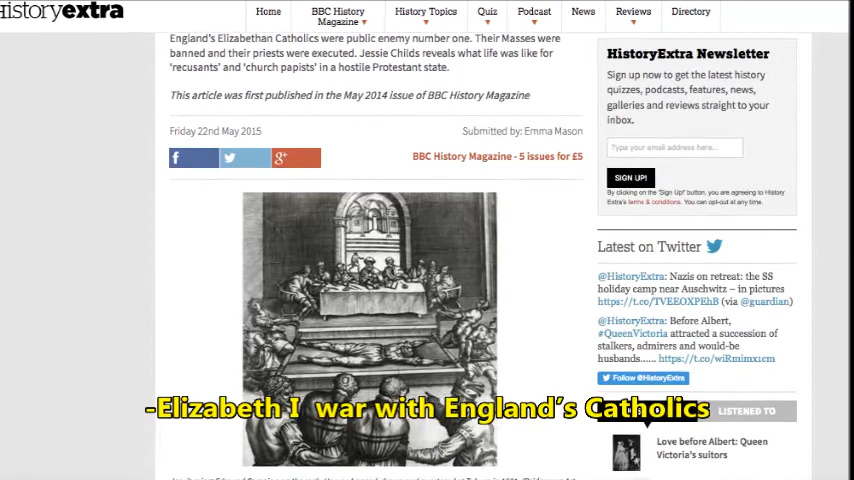 Historyextra
Home
BBC History
Magazine
History Topics
Quiz
Podcast
News
Reviews
Directory
England's Elizabethan Catholics were public enemy number one. Their Masses were
banned and their priests were executed. Jessie Childs reveals what life was like for
'recusants' and 'church papists' in a hostile Protestant state.
This article was first published in the May 2014 issue of BBC History Magazine
Friday 22nd May 2015
Submitted by: Emma Mason
BBC History Magazine - 5 issues for £5
HistoryExtra Newsletter
Sign up now to get the latest history
quizzes, podcasts, features, news,
galleries and reviews straight to your
inbox.
Type your email address here...
SIGN UP!
By clicking on the "Sign Up!" button, you are agreeing to History
Extra's terms & conditions. You can opt-out at any time.
Latest on Twitter
@HistoryExtra: Nazis on retreat: the SS
holiday camp near Auschwitz – in pictures
https://t.co/TVEEOXPEhB (via @guardian)
@HistoryExtra: Before Albert,
#QueenVictoria attracted a succession of
stalkers, admirers and would-be
husbands...... https://t.co/wiRmimx1cm
Follow @HistoryExtra
-Elizabeth I war with England's Catholics
LISTENED TO
Love before Albert: Queen
Victoria's suitors